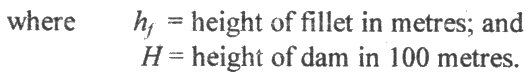 where h_f = height of fillet in metres; and
H = height of dam in 100 metres.